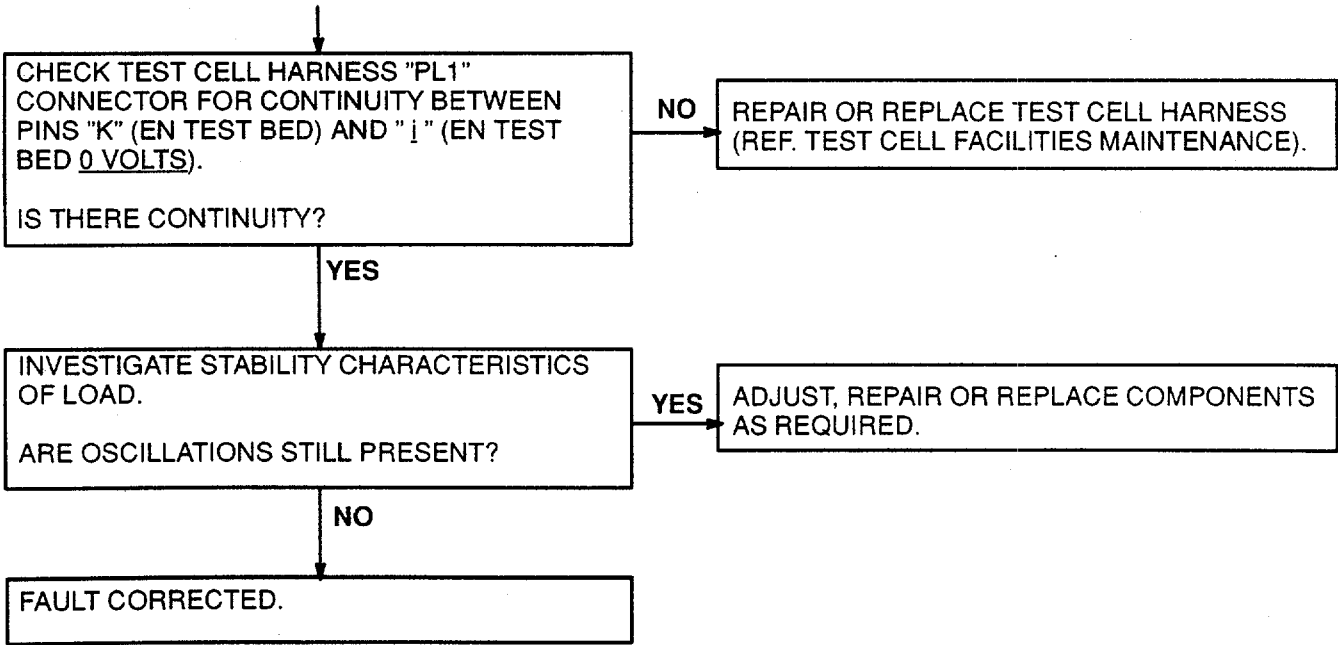 CHECK TEST CELL HARNESS "PL1"
CONNECTOR FOR CONTINUITY BETWEEN
PINS "K" (EN TEST BED) AND " i " (EN TEST
BED 0 VOLTS).
IS THERE CONTINUITY?
NO
REPAIR OR REPLACE TEST CELL HARNESS
(REF. TEST CELL FACILITIES MAINTENANCE).
YES
INVESTIGATE STABILITY CHARACTERISTICS
OF LOAD.
ARE OSCILLATIONS STILL PRESENT?
YES
ADJUST, REPAIR OR REPLACE COMPONENTS
AS REQUIRED.
NO
FAULT CORRECTED.